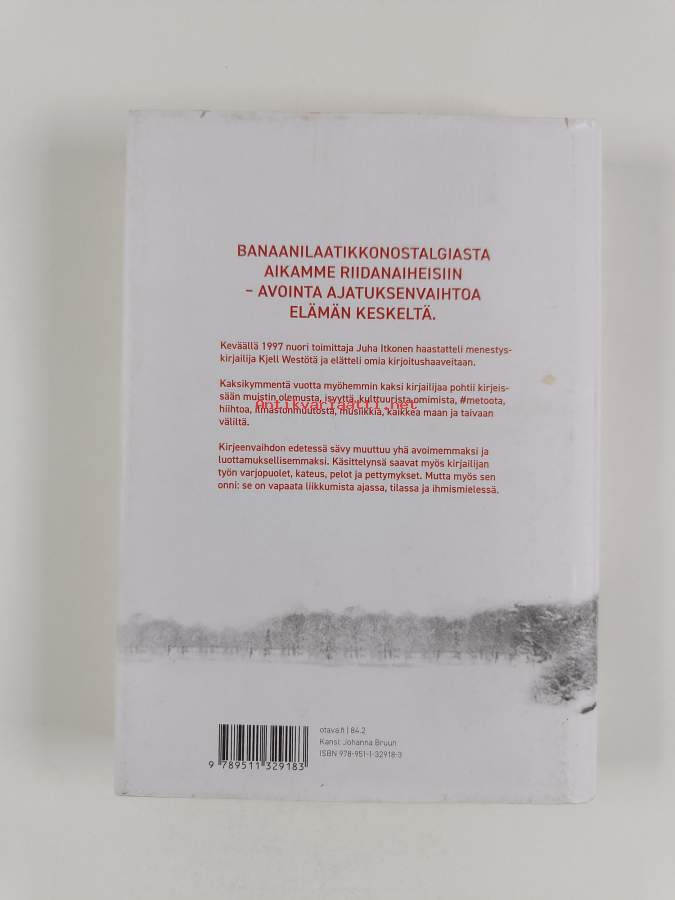 BANAANILAATIKKONOSTALGIASTA
AIKAMME RIIDANAIHEISIIN
– AVOINTA AJATUKSENVAIHTOA
ELÄMÄN KESKELTÄ.
Keväällä 1997 nuori toimittaja Juha Itkonen haastatteli menestys-
kirjailija Kjell Westötä ja elätteli omia kirjoitushaaveitaan.
Kaksikymmentä vuotta myöhemmin kaksi kirjailijaa pohtii kirjeis-
sään muistin olemusta, isyyttä, kulttuurista omimista, #metoota,
Antikvariaatti.net
hiihtoa, ilmastonmuutosta, musiikkia, kaikkea maan ja taivaan
väliltä.
Kirjeenvaihdon edetessä sävy muuttuu yhä avoimemmaksi ja
luottamuksellisemmaksi. Käsittelynsä saavat myös kirjailijan
työn varjopuolet, kateus, pelot ja pettymykset. Mutta myös sen
onni: se on vapaata liikkumista ajassa, tilassa ja ihmismielessä.
otava.fi | 84.2
Kansi: Johanna Bruun
ISBN 978-951-1-32918-3
9 789511 329183